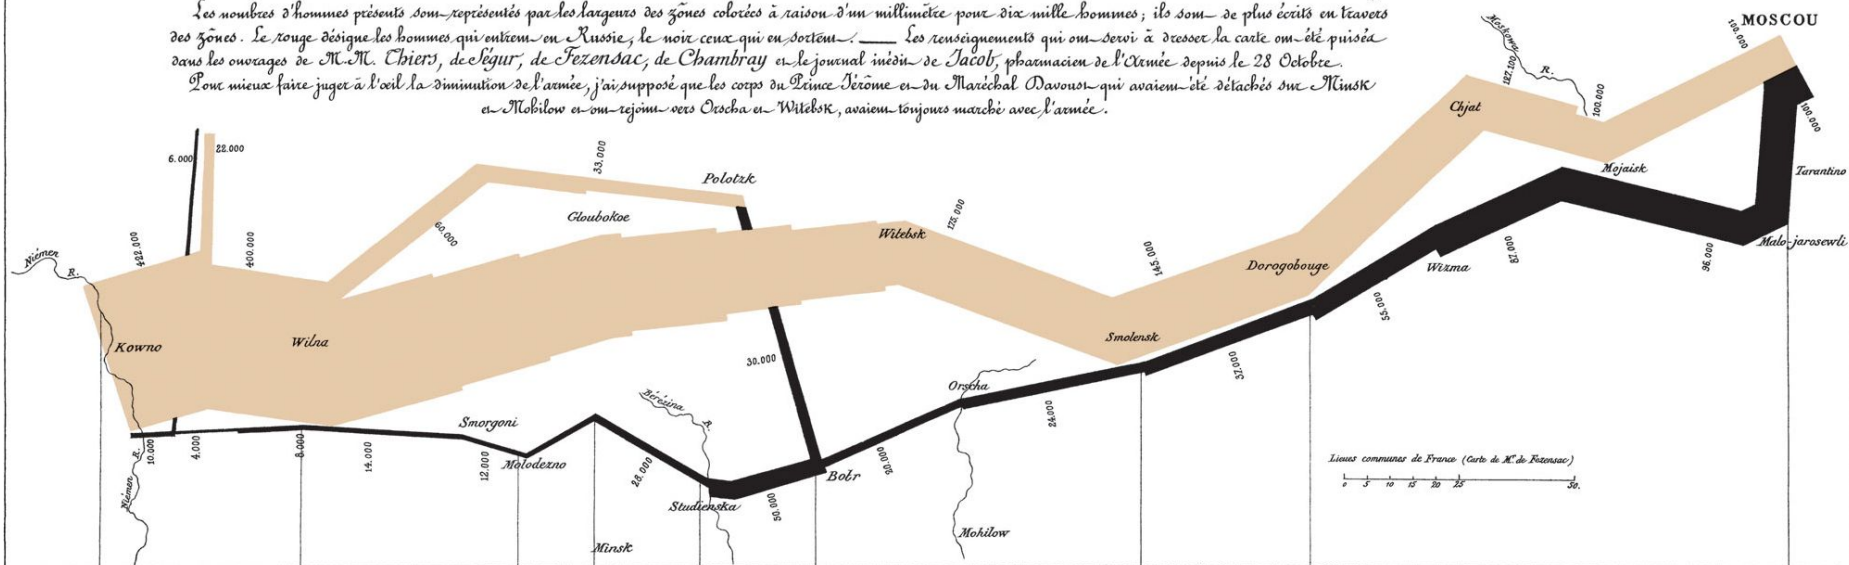 Les nombres d'hommes présents sont représentés par les largeurs des zônes colorées à raison d'un millimètre pour dix mille hommes; ils sont de plus écrits en travers
des zônes. Le rouge désigne les hommes qui entrent en Russie, le noir ceux qui en sortent. — Les renseignements qui ont servi à dresser la carte ont été puisés
dans les ouvrages de M.M. Thiers, de Ségur, de Fezensac, de Chambray et le journal inédit de Jacob, pharmacien de l'Armée depuis le 28 Octobre.
Pour mieux faire juger à l'œil la diminution de l'armée, j'ai supposé que les corps du Prince Jérôme et du Maréchal Davoust qui avaient été détachés sur Minsk
et Mohilow et ont rejoint vers Orscha et Witebsk, avaient toujours marché avec l'armée.
MOSCOU
100.000
Moskowa R.
127.100
100.000
Chjat
Mojaisk
100.000
Tarantino
Malo-jarosewli
6.000
28.000
33.000
Polotzk
Gloubokoe
60.000
175.000
Witebsk
Niémen R.
422.000
400.000
145.000
Dorogobouge
Wizma
87.000
96.000
55.000
Kowno
Wilna
Smolensk
37.000
30.000
Orscha
24.000
Bérézina R.
Smorgoni
Molodezno
10.000
4.000
8.000
14.000
12.000
28.000
Studienska
50.000
Bobr
20.000
Niémen R.
Minsk
Mohilow
Lieues communes de France (Carte de M. de Fezensac)
0 5 10 15 20 25 50.